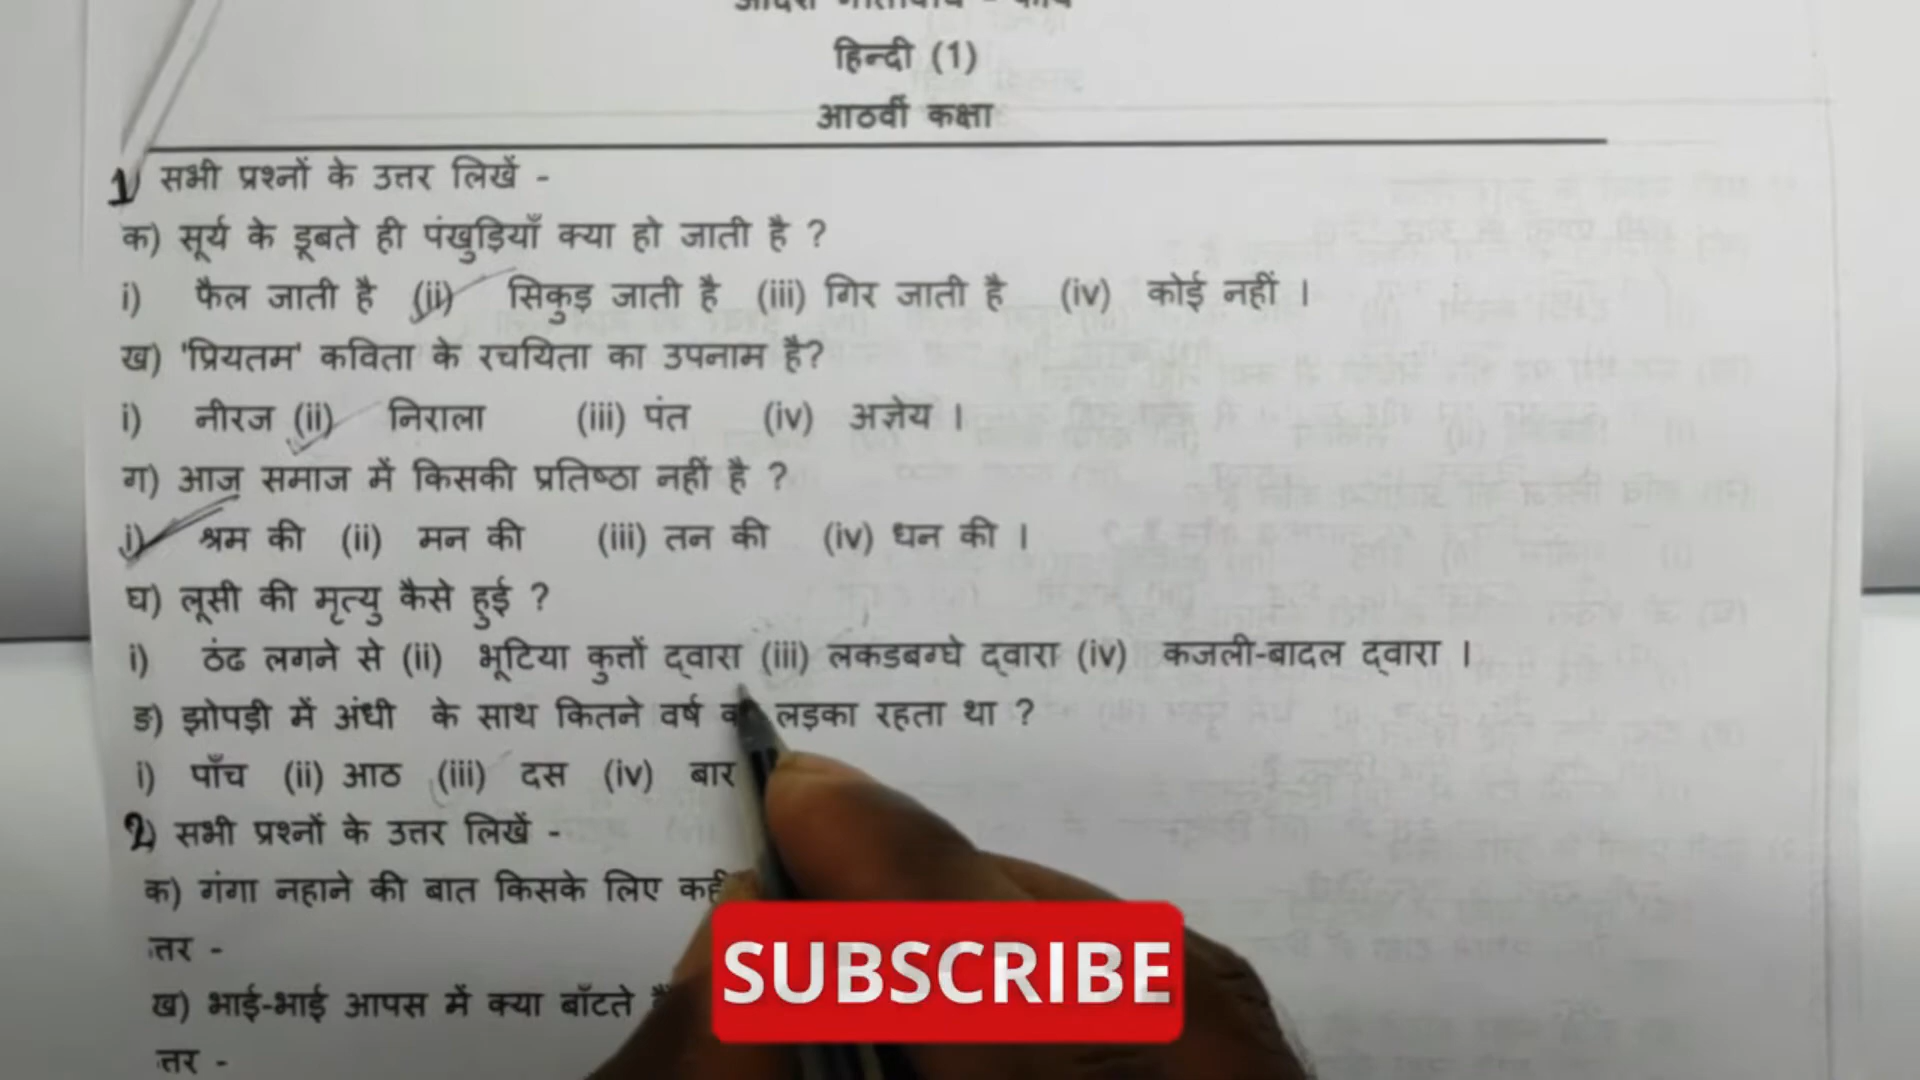 हिन्दी (1)
आठवीं कक्षा
1) सभी प्रश्नों के उत्तर लिखें -
क) सूर्य के डूबते ही पंखुड़ियाँ क्या हो जाती है ?
i) फैल जाती है (ii) सिकुड़ जाती है (iii) गिर जाती है (iv) कोई नहीं ।
ख) 'प्रियतम' कविता के रचयिता का उपनाम है?
i) नीरज (ii) निराला (iii) पंत (iv) अज्ञेय ।
ग) आज समाज में किसकी प्रतिष्ठा नहीं है ?
i) श्रम की (ii) मन की (iii) तन की (iv) धन की ।
घ) लूसी की मृत्यु कैसे हुई ?
i) ठंढ लगने से (ii) भूटिया कुत्तों द्वारा (iii) लकडबग्घे द्वारा (iv) कजली-बादल द्वारा ।
ङ) झोपड़ी में अंधी के साथ कितने वर्ष लड़का रहता था ?
i) पाँच (ii) आठ (iii) दस (iv) बार
2) सभी प्रश्नों के उत्तर लिखें -
क) गंगा नहाने की बात किसके लिए कही
त्तर -
ख) भाई-भाई आपस में क्या बाँटते
त्तर -
SUBSCRIBE